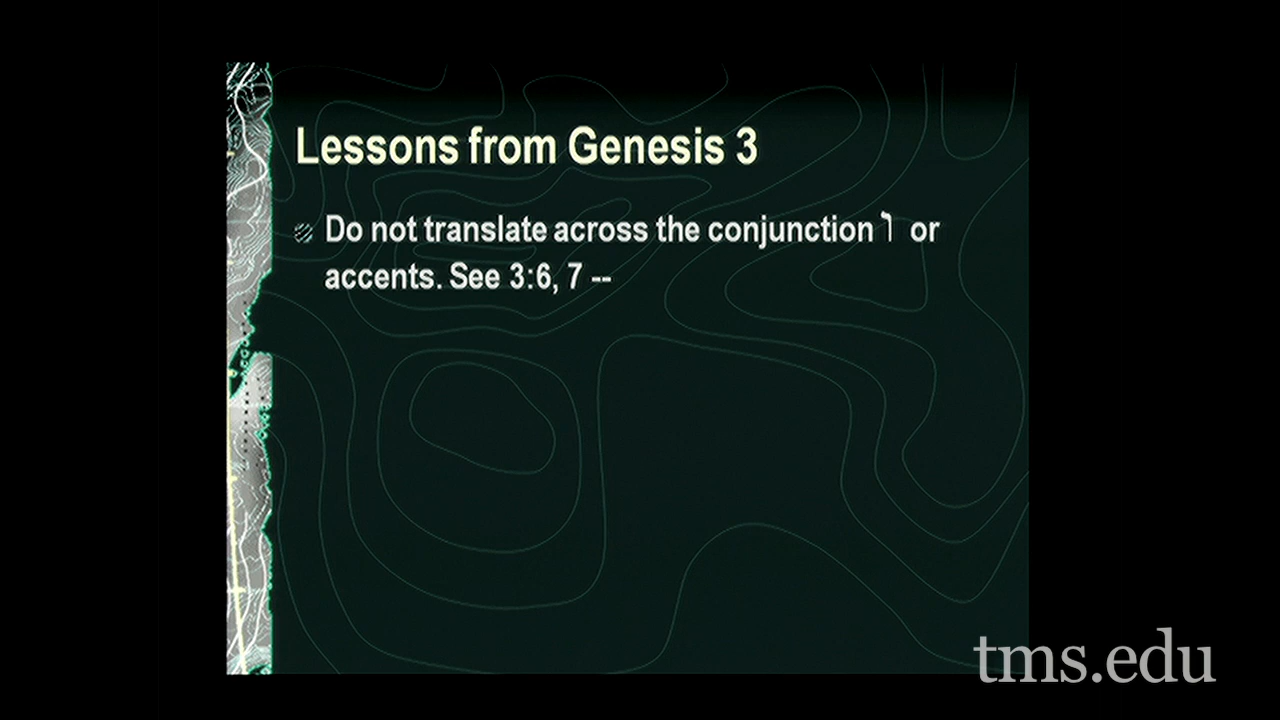 Lessons from Genesis 3
Do not translate across the conjunction ו or
accents. See 3:6, 7 --
tms.edu